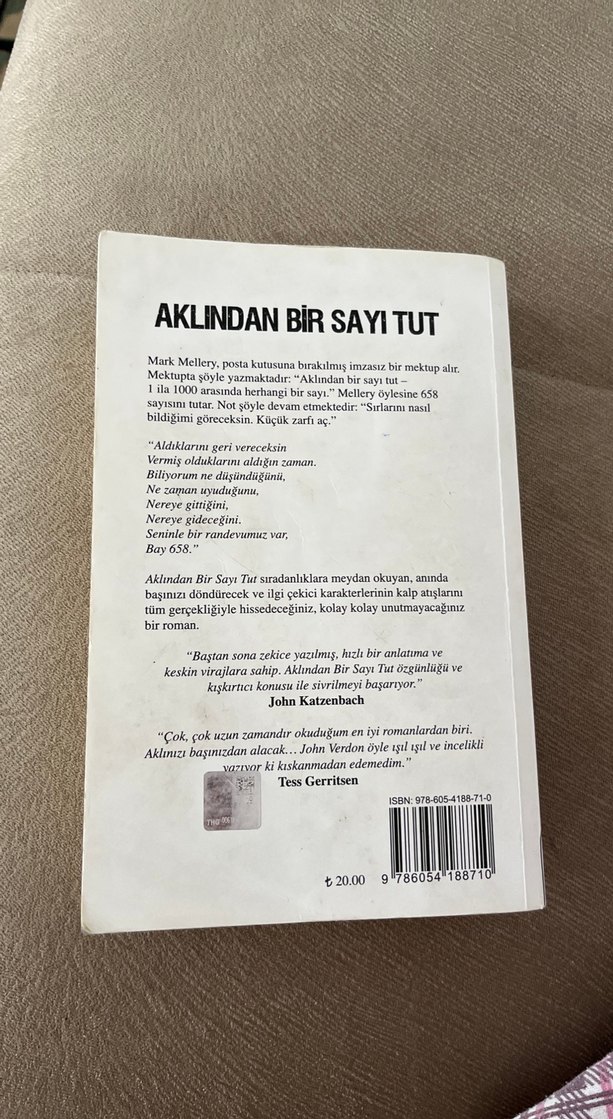 AKLINDAN BİR SAYI TUT
Mark Mellery, posta kutusuna bırakılmış imzasız bir mektup alır.
Mektupta şöyle yazmaktadır: “Aklından bir sayı tut –
1 ila 1000 arasında herhangi bir sayı.” Mellery öylesine 658
sayısını tutar. Not şöyle devam etmektedir: “Sırlarını nasıl
bildiğimi göreceksin. Küçük zarfı aç.”
“Aldıklarını geri vereceksin
Vermiş olduklarını aldığın zaman.
Biliyorum ne düşündüğünü,
Ne zaman uyuduğunu,
Nereye gittiğini,
Nereye gideceğini.
Seninle bir randevumuz var,
Bay 658.”
Aklından Bir Sayı Tut sıradanlıklara meydan okuyan, anında
başınızı döndürecek ve ilgi çekici karakterlerinin kalp atışlarını
tüm gerçekliğiyle hissedeceğiniz, kolay kolay unutmayacağınız
bir roman.
“Baştan sona zekice yazılmış, hızlı bir anlatıma ve
keskin virajlara sahip. Aklından Bir Sayı Tut özgünlüğü ve
kışkırtıcı konusu ile sivrilmeyi başarıyor.”
John Katzenbach
“Çok, çok uzun zamandır okuduğum en iyi romanlardan biri.
Aklınızı başınızdan alacak… John Verdon öyle ışıl ışıl ve incelikli
yazıyor ki kıskanmadan edemedim.”
Tess Gerritsen
ISBN: 978-605-4188-71-0
₺ 20.00
9 786054 188710